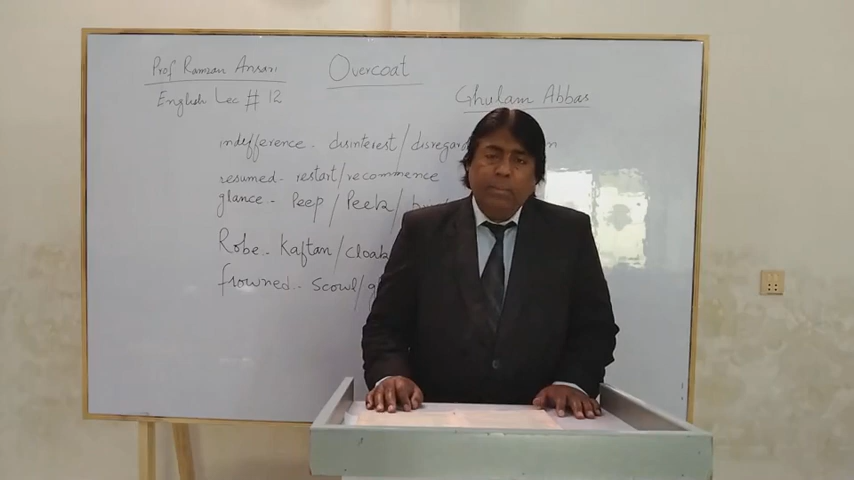 Prof Ramzan Ansari
Overcoat
English Lec # 12
Ghulam Abbas
indifference - disinterest / disregard
resumed - restart / recommence
glance - Peep / Peek /
Robe - Kaftan / cloak
frowned - Scowl /